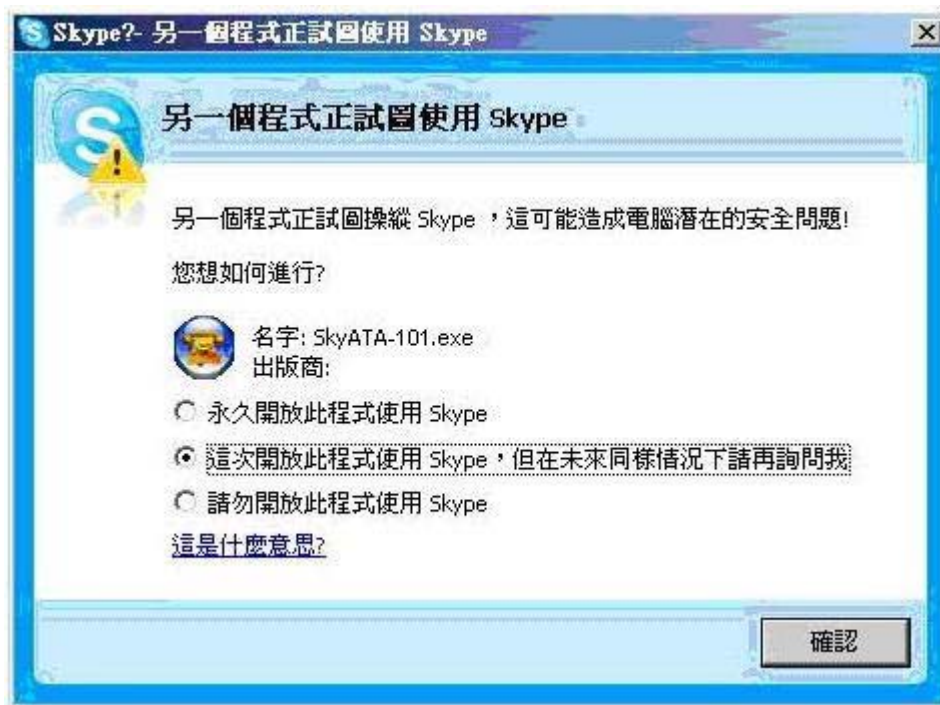 Skype?- 另一個程式正試圖使用 Skype
另一個程式正試圖使用 Skype
另一個程式正試圖操縱 Skype ，這可能造成電腦潛在的安全問題!
您想如何進行?
名字: SkyATA-101.exe
出版商:
永久開放此程式使用 Skype
這次開放此程式使用 Skype，但在未來同樣情況下請再詢問我
請勿開放此程式使用 Skype
這是什麼意思?
確認